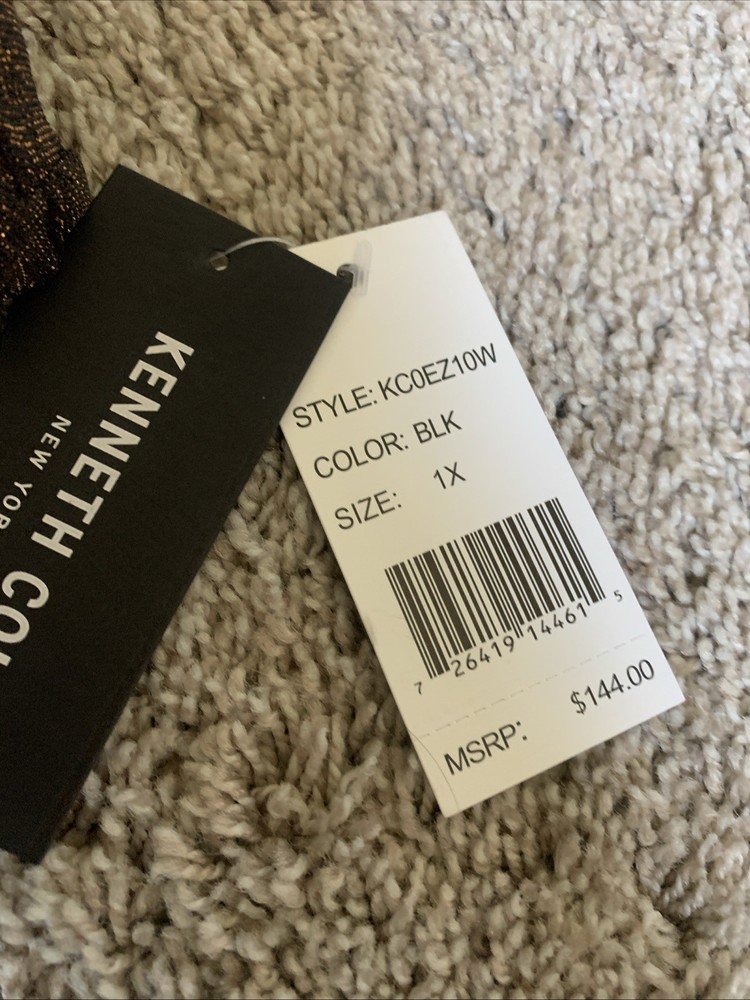 KENNETH COL
NEW YOR
STYLE: KC0EZ10W
COLOR: BLK
SIZE: 1X
7 26419 14461 5
MSRP: $144.00